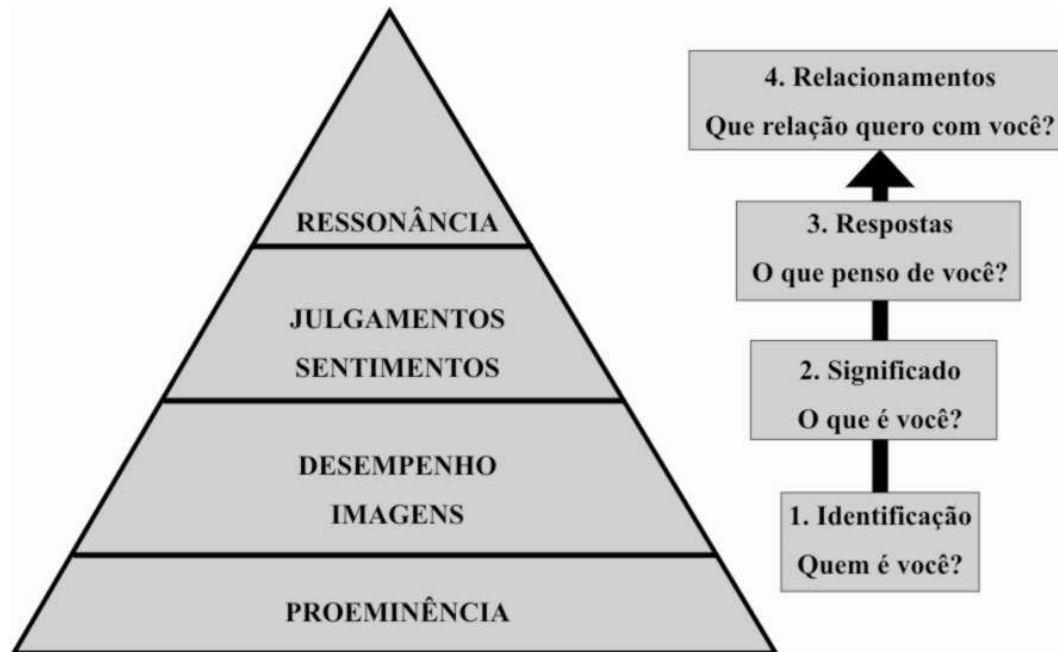 RESSONÂNCIA
JULGAMENTOS
SENTIMENTOS
DESEMPENHO
IMAGENS
PROEMINÊNCIA
4. Relacionamentos
Que relação quero com você?
3. Respostas
O que penso de você?
2. Significado
O que é você?
1. Identificação
Quem é você?